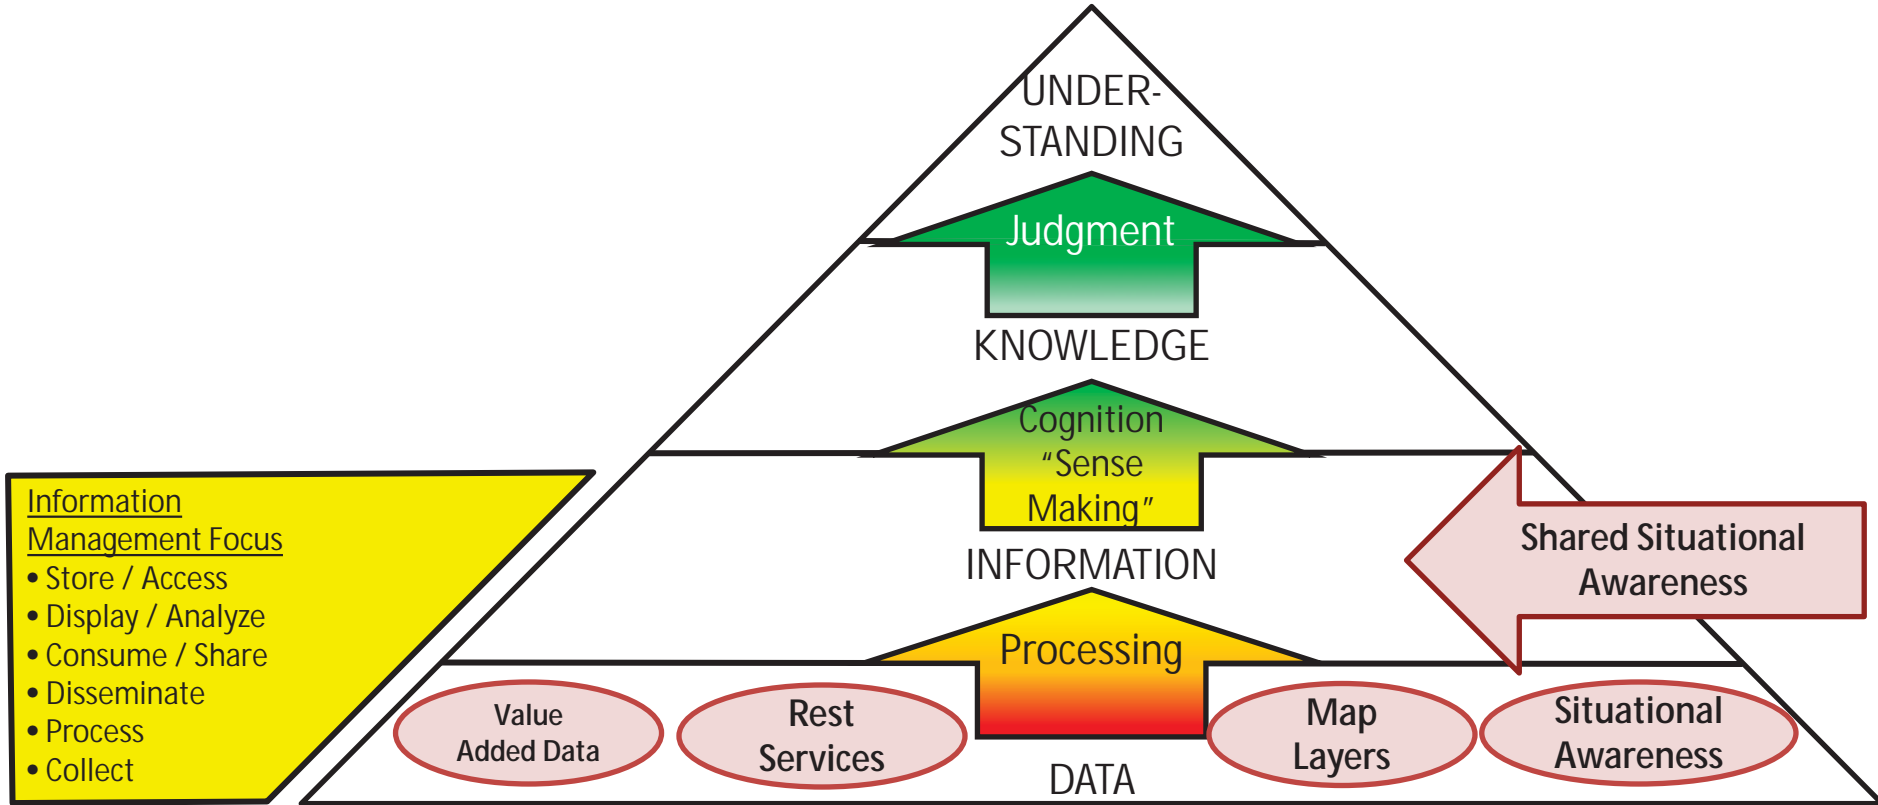 UNDER-
STANDING
Judgment
KNOWLEDGE
Cognition
“Sense
Making”
INFORMATION
Processing
DATA
Information
Management Focus
• Store / Access
• Display / Analyze
• Consume / Share
• Disseminate
• Process
• Collect
Shared Situational
Awareness
Value
Added Data
Rest
Services
Map
Layers
Situational
Awareness